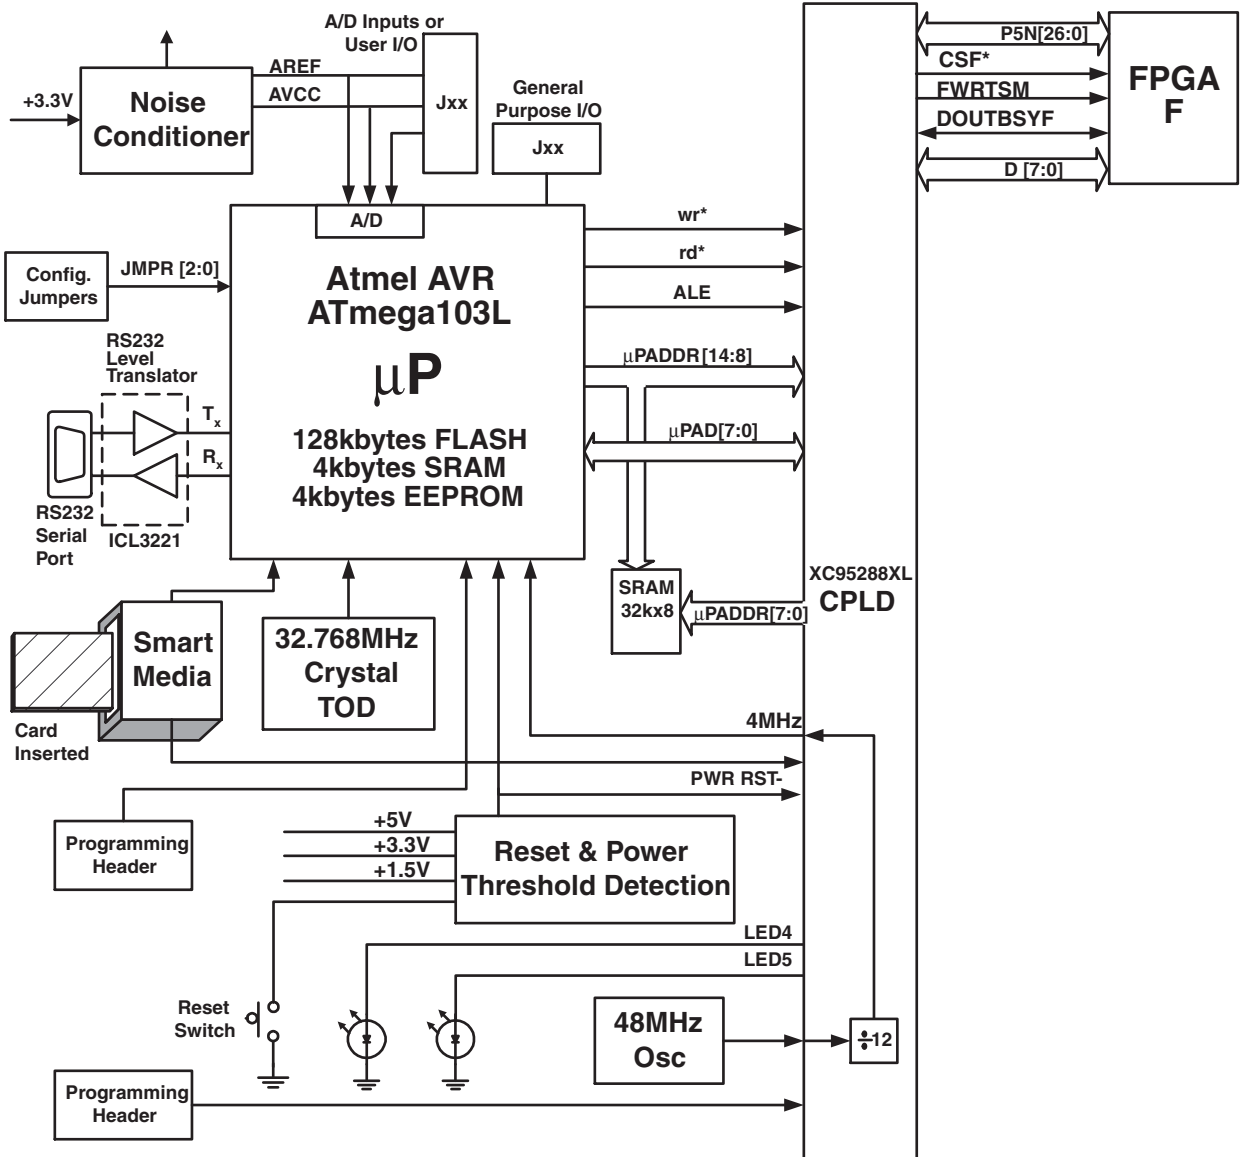 A/D Inputs or
User I/O
Jxx
AREF
AVCC
+3.3V
Noise
Conditioner
General
Purpose I/O
Jxx
P5N[26:0]
CSF*
FWRTSM
DOUTBSYF
D [7:0]
FPGA
F
A/D
Atmel AVR
ATmega103L
µP
128kbytes FLASH
4kbytes SRAM
4kbytes EEPROM
wr*
rd*
ALE
µPADDR[14:8]
µPAD[7:0]
Config.
Jumpers
JMPR [2:0]
RS232
Level
Translator
Tx
Rx
RS232
Serial
Port
ICL3221
SRAM
32kx8
µPADDR[7:0]
XC95288XL
CPLD
Smart
Media
Card
Inserted
32.768MHz
Crystal
TOD
4MHz
PWR RST-
Programming
Header
+5V
+3.3V
+1.5V
Reset & Power
Threshold Detection
LED4
LED5
Reset
Switch
48MHz
Osc
÷12
Programming
Header